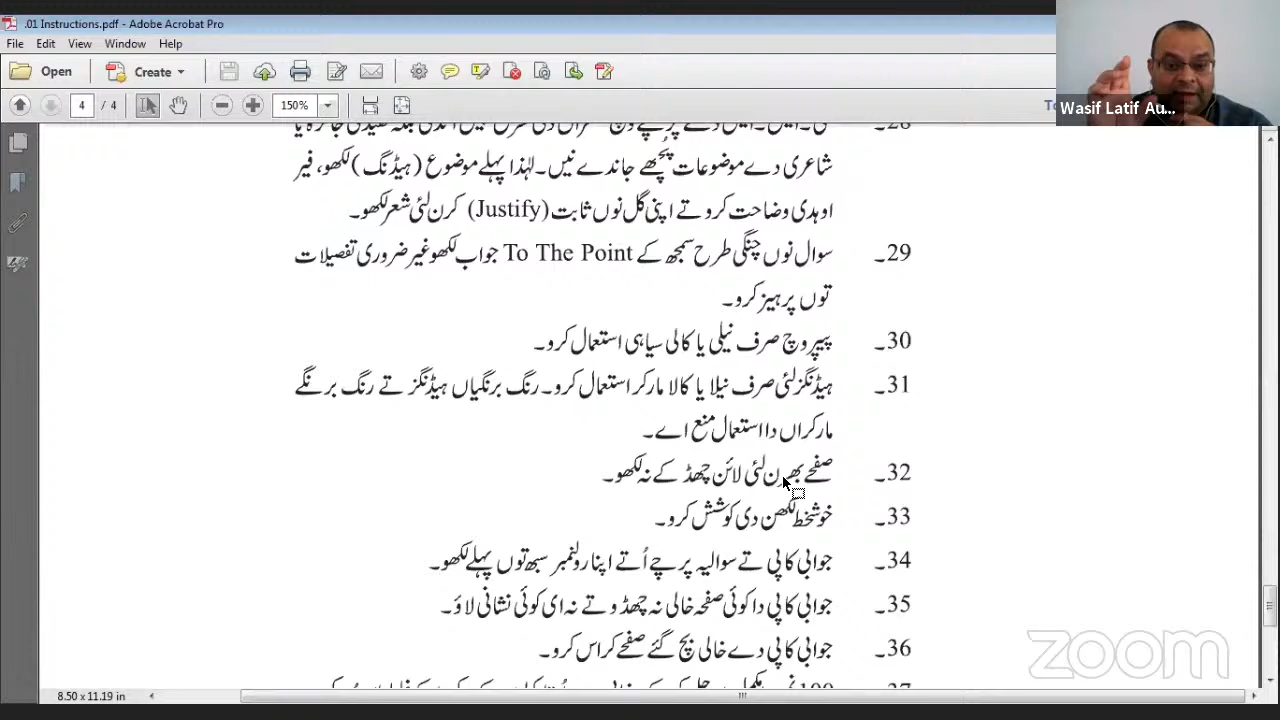 .01 Instructions.pdf - Adobe Acrobat Pro
File Edit View Window Help
Open Create
4 / 4 150%
Wasif Latif Au...
28۔
شاعری دے موضوعات پُچھے جاندے نیں۔ لہٰذا پہلے موضوع (ہیڈنگ) لکھو، فیر
اوہدی وضاحت کرو تے اپنی گل نوں ثابت (Justify) کرن لئی شعر لکھو۔
29۔ سوال نوں چنگی طرح سمجھ کے To The Point جواب لکھو غیر ضروری تفصیلات
توں پرہیز کرو۔
30۔ پیپر وچ صرف نیلی یا کالی سیاہی استعمال کرو۔
31۔ ہیڈنگز لئی صرف نیلا یا کالا مارکر استعمال کرو۔ رنگ برنگیاں ہیڈنگز تے رنگ برنگے
مارکراں دا استعمال منع اے۔
32۔ صفحے بھرن لئی لائن چھڈ کے نہ لکھو۔
33۔ خوشخط لکھن دی کوشش کرو۔
34۔ جوابی کاپی تے سوالیہ پرچے اُتے اپنا رولنمبر سبھ توں پہلے لکھو۔
35۔ جوابی کاپی دا کوئی صفحہ خالی نہ چھڈو تے نہ ای کوئی نشانی لاؤ۔
36۔ جوابی کاپی دے خالی بچ گئے صفحے کراس کرو۔
zoom
8.50 x 11.19 in